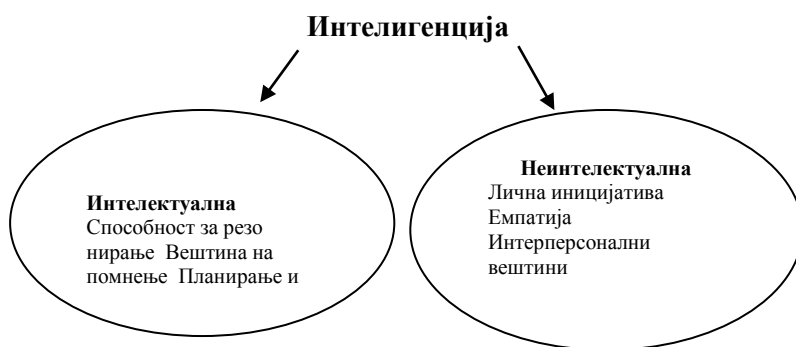 Интелигенција
Интелектуална
Способност за резо
нирање Вештина на
помнење Планирање и
Неинтелектуална
Лична иницијатива
Емпатија
Интерперсонални
вештини